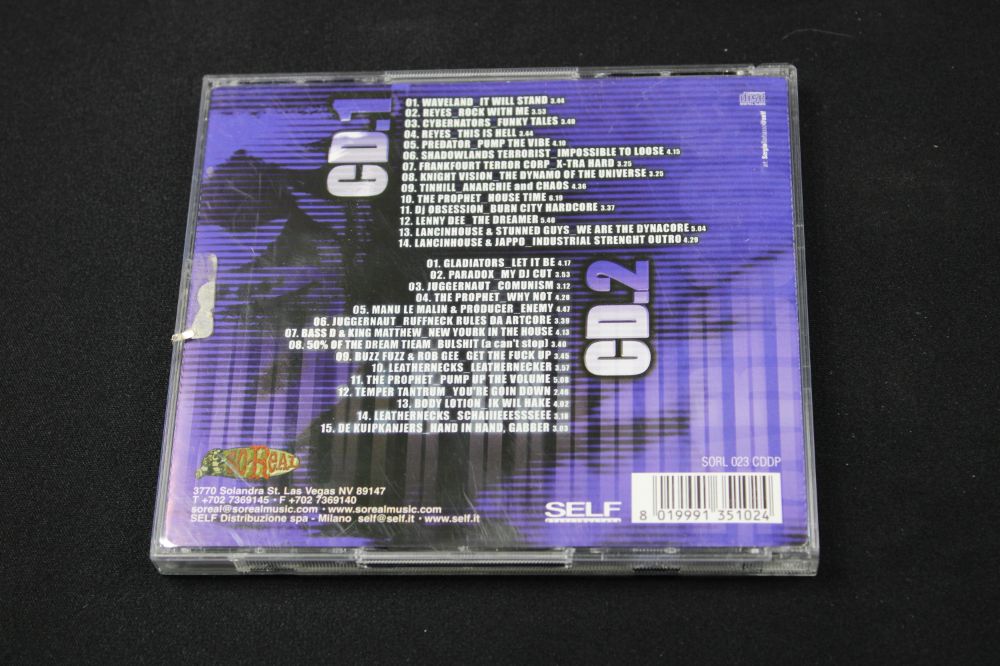 CD.1
01. WAVELAND_IT WILL STAND 3.44
02. REYES_ROCK WITH ME 3.53
03. CYBERNATORS_FUNKY TALES 3.49
04. REYES_THIS IS HELL 3.44
05. PREDATOR_PUMP THE VIBE 4.19
06. SHADOWLANDS TERRORIST_IMPOSSIBLE TO LOOSE 4.15
07. FRANKFOURT TERROR CORP_X-TRA HARD 3.25
08. KNIGHT VISION_THE DYNAMO OF THE UNIVERSE 3.25
09. TINHILL_ANARCHIE and CHAOS 4.36
10. THE PROPHET_HOUSE TIME 6.19
11. DJ OBSESSION_BURN CITY HARDCORE 3.37
12. LENNY DEE_THE DREAMER 5.46
13. LANCINHOUSE & STUNNED GUYS_WE ARE THE DYNACORE 5.04
14. LANCINHOUSE & JAPPO_INDUSTRIAL STRENGHT OUTRO 4.29
CD.2
01. GLADIATORS_LET IT BE 4.17
02. PARADOX_MY DJ CUT 3.53
03. JUGGERNAUT_COMUNISM 3.12
04. THE PROPHET_WHY NOT 4.26
05. MANU LE MALIN & PRODUCER_ENEMY 4.47
06. JUGGERNAUT_RUFFNECK RULES DA ARTCORE 3.38
07. BASS D & KING MATTHEW_NEW YOURK IN THE HOUSE 4.13
08. 50% OF THE DREAM TIEAM_BULSHIT (a can't stop) 3.40
09. BUZZ FUZZ & ROB GEE_GET THE FUCK UP 3.45
10. LEATHERNECKS_LEATHERNECKER 3.57
11. THE PROPHET_PUMP UP THE VOLUME 5.08
12. TEMPER TANTRUM_YOU'RE GOIN DOWN 2.46
13. BODY LOTION_IK WIL HAKE 4.02
14. LEATHERNECKS_SCHAIIIEEESSSEEE 3.18
15. DE KUIPKANJERS_HAND IN HAND, GABBER 3.03
SO REAL
3770 Solandra St. Las Vegas NV 89147
T +702 7369145 · F +702 7369140
soreal@sorealmusic.com · www.sorealmusic.com
SELF Distribuzione spa - Milano self@self.it · www.self.it
SELF
SORL 023 CDDP
8 019991 351024
disc